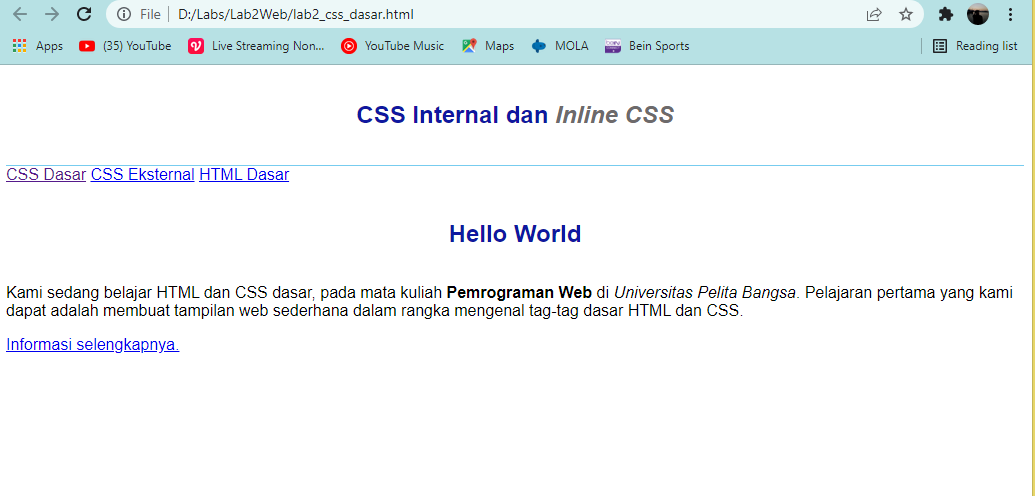 File D:/Labs/Lab2Web/lab2_css_dasar.html
Apps (35) YouTube Live Streaming Non... YouTube Music Maps MOLA Bein Sports Reading list
CSS Internal dan Inline CSS
CSS Dasar CSS Eksternal HTML Dasar
Hello World
Kami sedang belajar HTML dan CSS dasar, pada mata kuliah Pemrograman Web di Universitas Pelita Bangsa. Pelajaran pertama yang kami
dapat adalah membuat tampilan web sederhana dalam rangka mengenal tag-tag dasar HTML dan CSS.
Informasi selengkapnya.